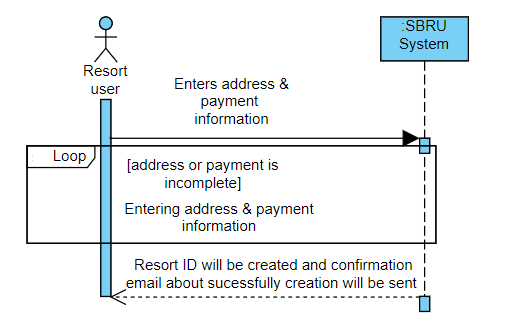 :SBRU
System
Resort
user
Enters address &
payment
information
Loop
[address or payment is
incomplete]
Entering address & payment
information
Resort ID will be created and confirmation
email about sucessfully creation will be sent